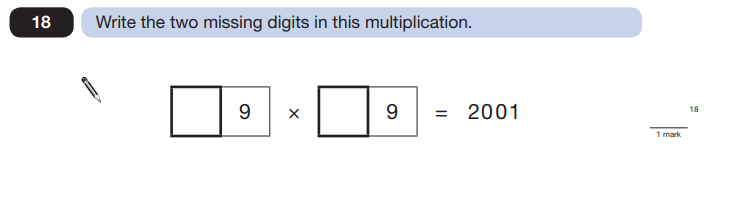 18 Write the two missing digits in this multiplication.
9 × 9 = 2001
18
1 mark